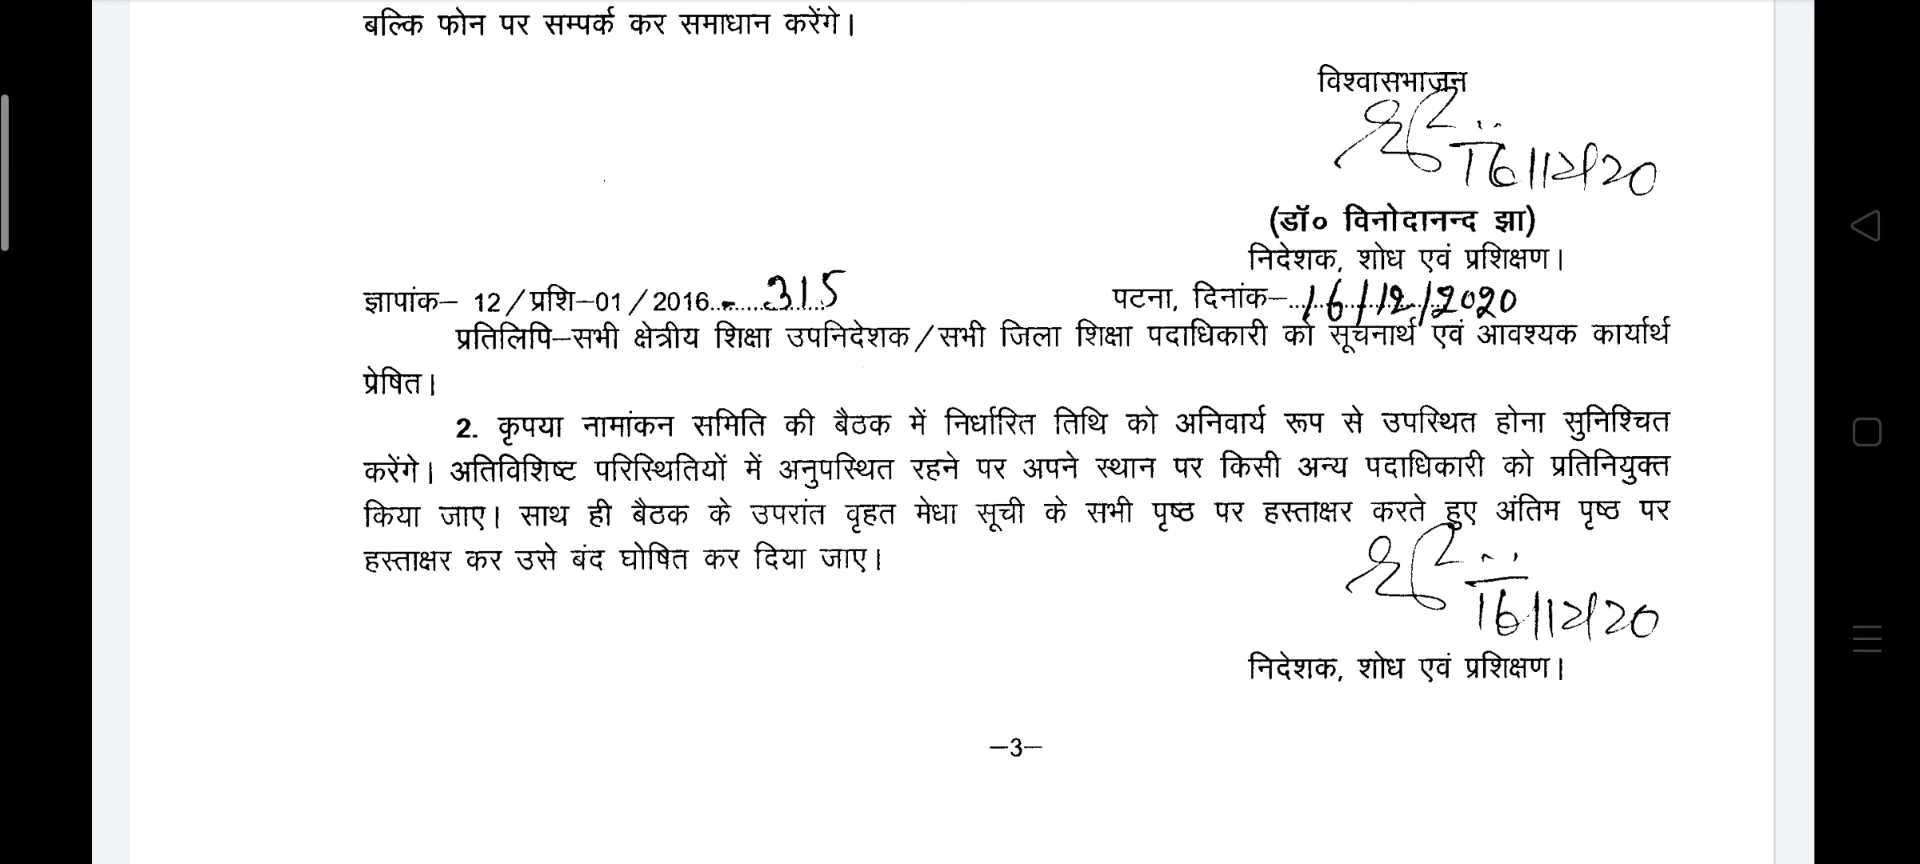 बल्कि फोन पर सम्पर्क कर समाधान करेंगे।
विश्वासभाजन
16/12/20
(डॉ० विनोदानन्द झा)
निदेशक, शोध एवं प्रशिक्षण।
ज्ञापांक– 12/प्रशि–01/2016..-...315 पटना, दिनांक–..16/12/2020
प्रतिलिपि–सभी क्षेत्रीय शिक्षा उपनिदेशक/सभी जिला शिक्षा पदाधिकारी को सूचनार्थ एवं आवश्यक कार्यार्थ
प्रेषित।
2. कृपया नामांकन समिति की बैठक में निर्धारित तिथि को अनिवार्य रूप से उपस्थित होना सुनिश्चित
करेंगे। अतिविशिष्ट परिस्थितियों में अनुपस्थित रहने पर अपने स्थान पर किसी अन्य पदाधिकारी को प्रतिनियुक्त
किया जाए। साथ ही बैठक के उपरांत वृहत मेधा सूची के सभी पृष्ठ पर हस्ताक्षर करते हुए अंतिम पृष्ठ पर
हस्ताक्षर कर उसे बंद घोषित कर दिया जाए।
16/12/20
निदेशक, शोध एवं प्रशिक्षण।
–3–